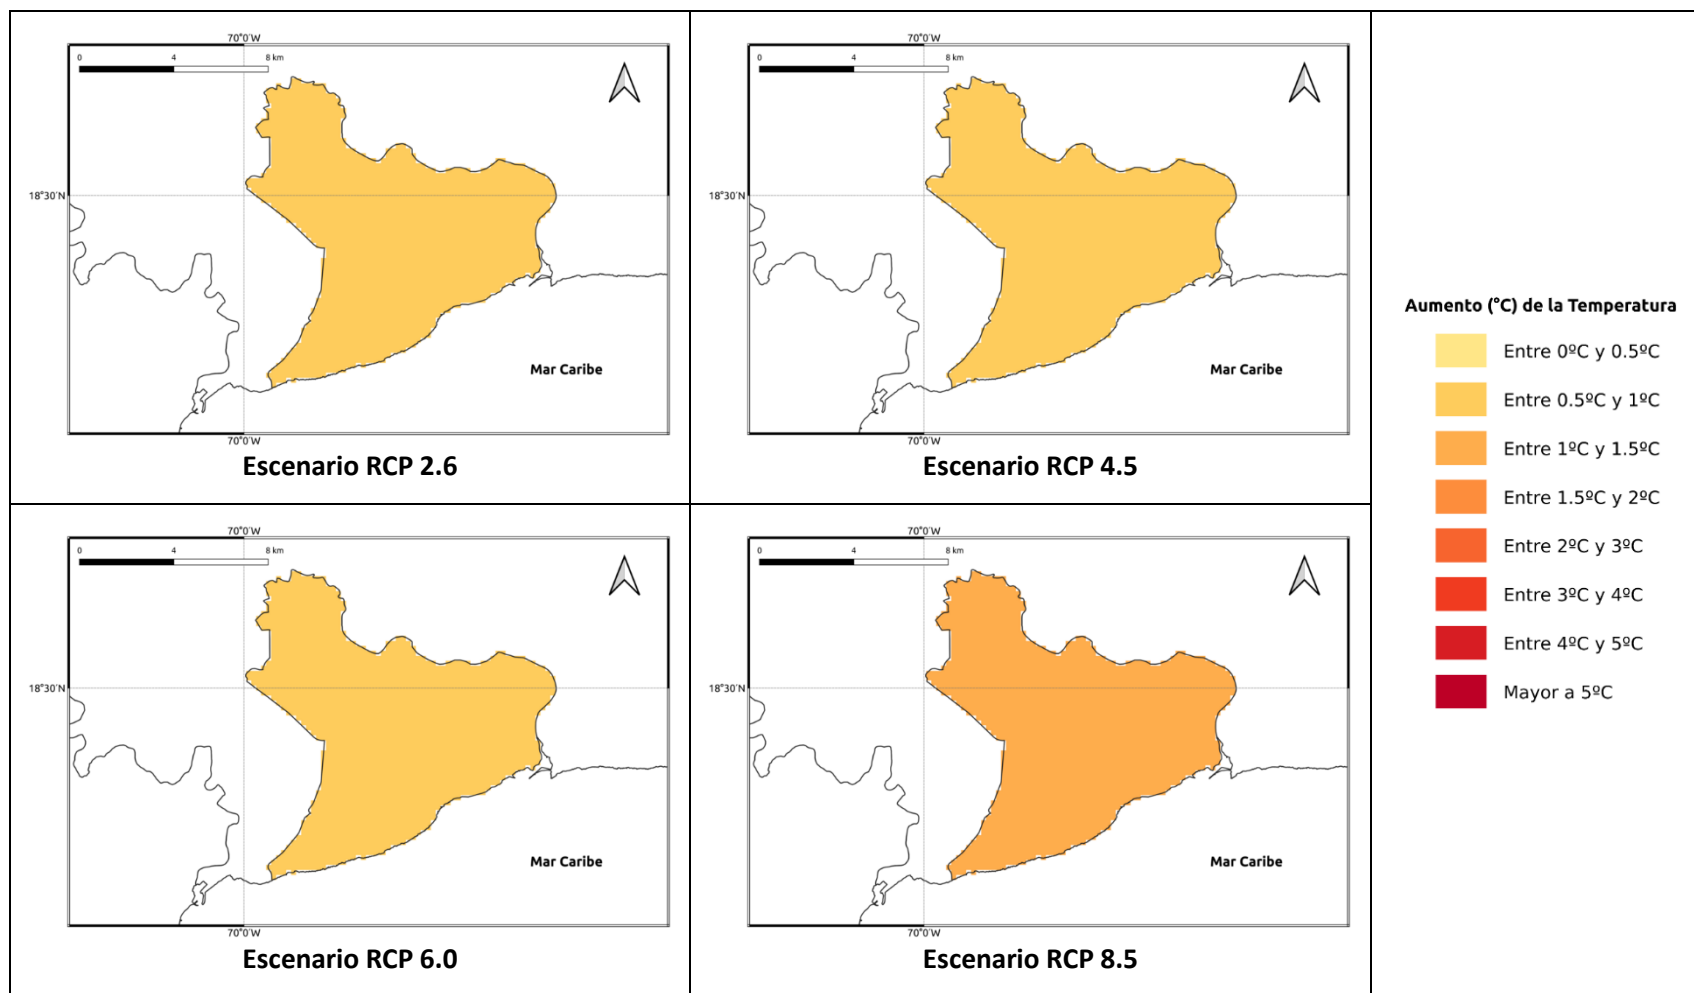 70°0'W
0 4 8 km
18°30'N
Mar Caribe
70°0'W
Escenario RCP 2.6
70°0'W
0 4 8 km
18°30'N
Mar Caribe
70°0'W
Escenario RCP 4.5
70°0'W
0 4 8 km
18°30'N
Mar Caribe
70°0'W
Escenario RCP 6.0
70°0'W
0 4 8 km
18°30'N
Mar Caribe
70°0'W
Escenario RCP 8.5
Aumento (°C) de la Temperatura
Entre 0ºC y 0.5ºC
Entre 0.5ºC y 1ºC
Entre 1ºC y 1.5ºC
Entre 1.5ºC y 2ºC
Entre 2ºC y 3ºC
Entre 3ºC y 4ºC
Entre 4ºC y 5ºC
Mayor a 5ºC